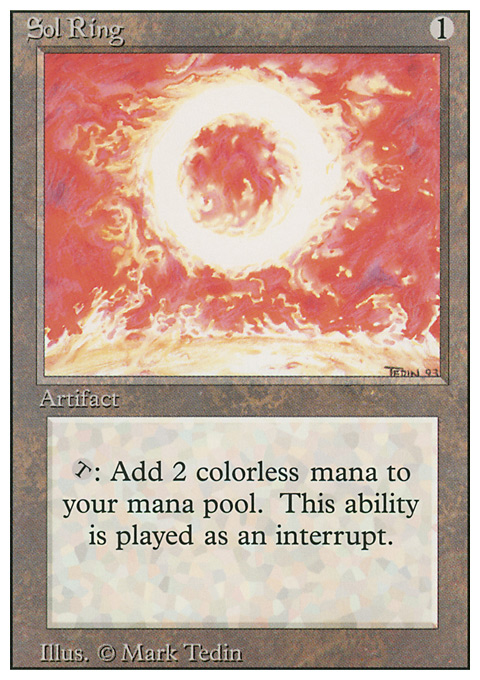 Sol Ring 1
TEDIN 93
Artifact
T: Add 2 colorless mana to
your mana pool. This ability
is played as an interrupt.
Illus. © Mark Tedin